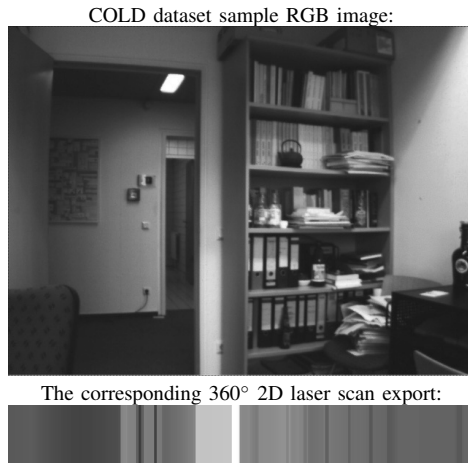 COLD dataset sample RGB image:
The corresponding 360° 2D laser scan export: